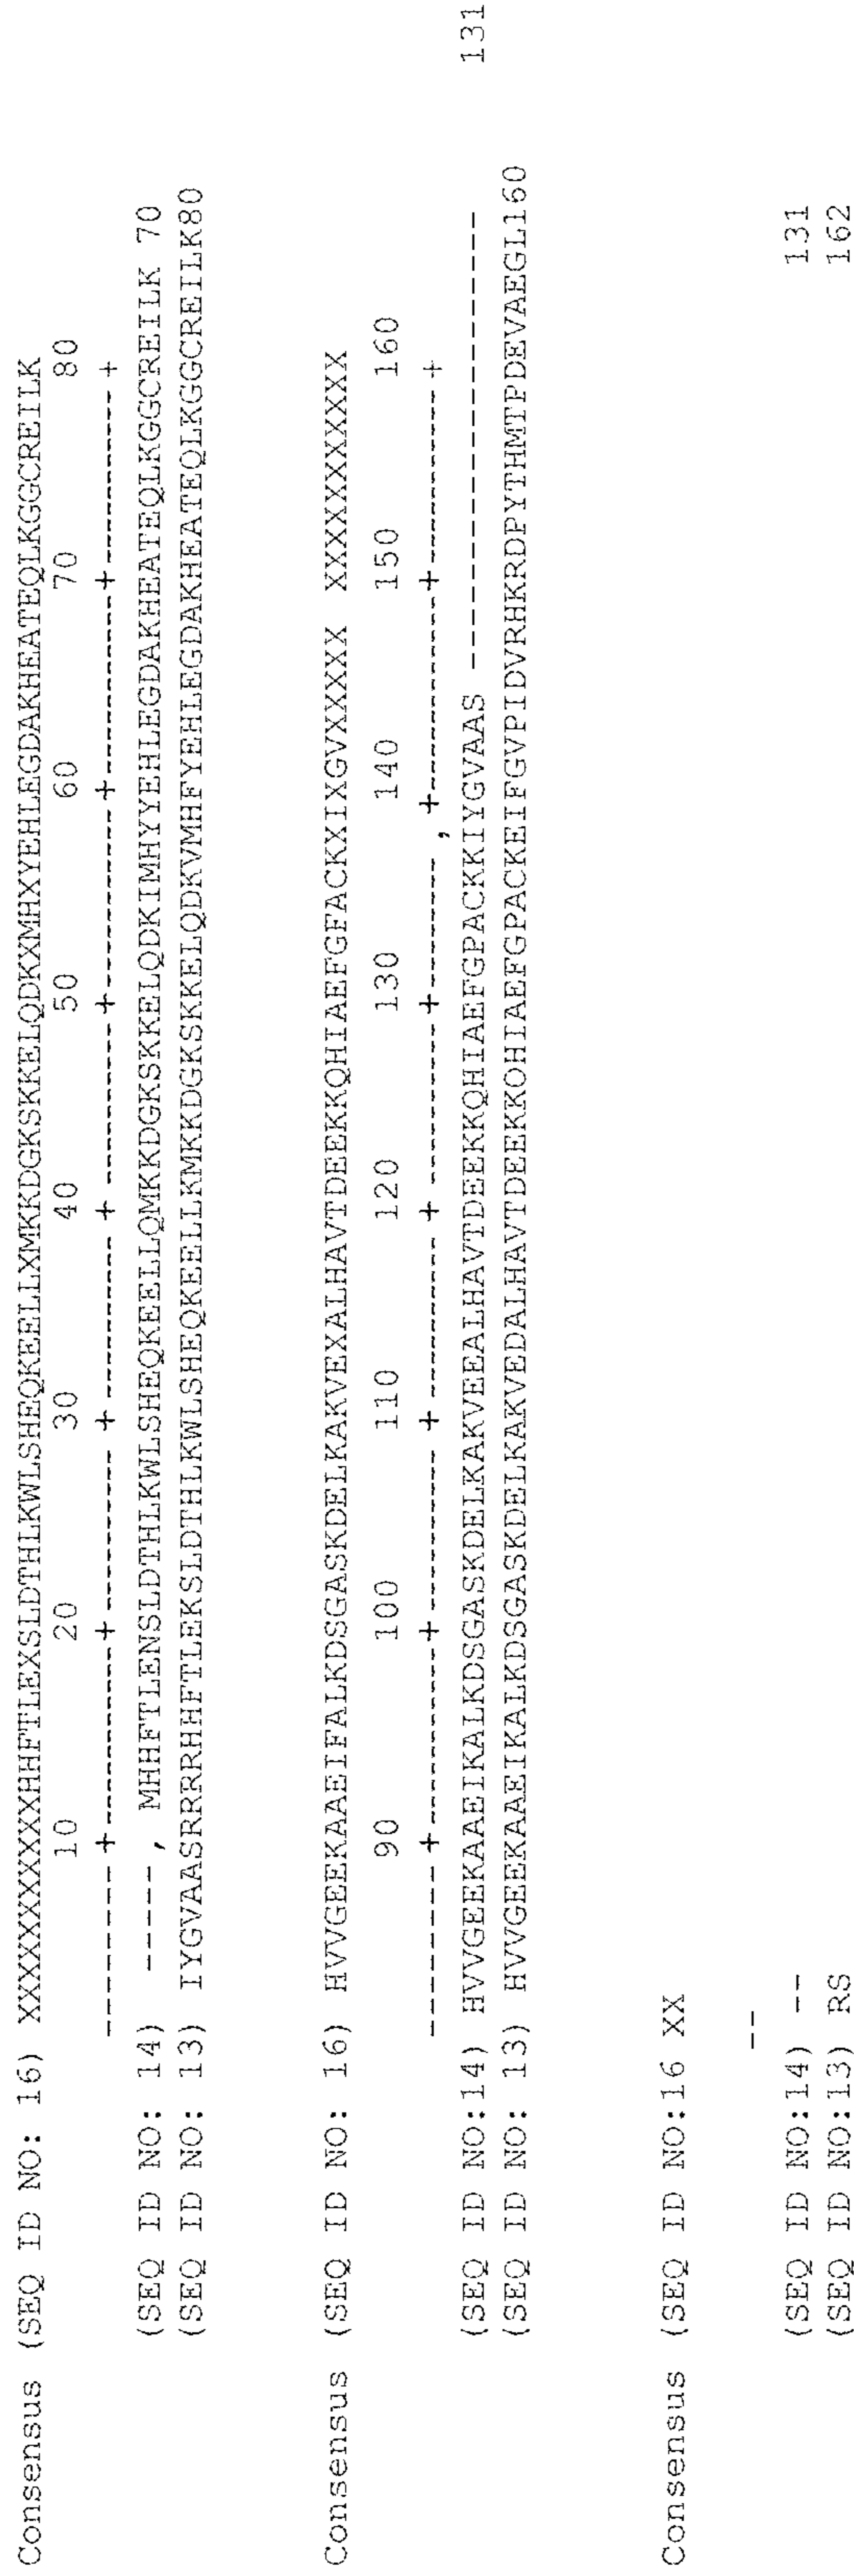 Consensus (SEQ ID NO: 16) XXXXXXXXXXXHHFTLEXSLDTHLKWLSHEQKEELLXMKKDGKSKKELQDKXMHXYEHLEGDAKHEATEQLKGGCREILK
10 20 30 40 50 60 70 80
--------+----------+---------- + ---------- + ----------+----------+----------+----------+
(SEQ ID NO: 14) -----, MHHFTLENSLDTHLKWLSHEQKEELLQMKKDGKSKKELQDKIMHYYEHLEGDAKHEATEQLKGGCREILK 70
(SEQ ID NO: 13) IYGVAASRRRRHHFTLEKSLDTHLKWLSHEQKEELLKMKKDGKSKKELQDKVMHFYEHLEGDAKHEATEQLKGGCREILK80
Consensus (SEQ ID NO: 16) HVVGEEKAAEIFALKDSGASKDELKAKVEXALHAVTDEEKKQHIAEFGFACKXIXGVXXXXX XXXXXXXXXXXX
90 100 110 120 130 140 150 160
-------+----------+---------- + ---------- + ----------+---------- ,+----------+----------+
(SEQ ID NO:14) HVVGEEKAAEIKALKDSGASKDELKAKVEEALHAVTDEEKKQHIAEFGPACKKIYGVAAS ---------------------- 131
(SEQ ID NO: 13) HVVGEEKAAEIKALKDSGASKDELKAKVEDALHAVTDEEKKOHIAEFGPACKEIFGVPIDVRHKRDPYTHMTPDEVAEGL160
Consensus (SEQ ID NO:16 XX
--
(SEQ ID NO:14) -- 131
(SEQ ID NO:13) RS 162